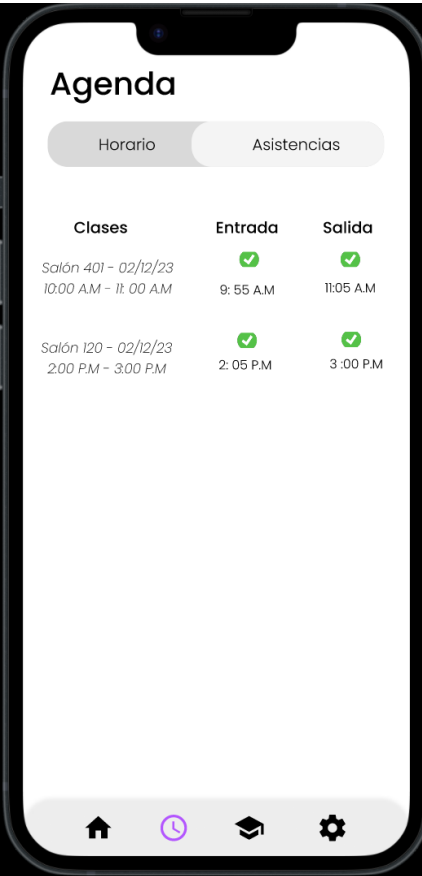 Agenda
Horario Asistencias
Clases Entrada Salida
Salón 401 - 02/12/23
10:00 A.M - 11: 00 A.M 9: 55 A.M 11:05 A.M
Salón 120 - 02/12/23
2:00 P.M - 3:00 P.M 2: 05 P.M 3 :00 P.M